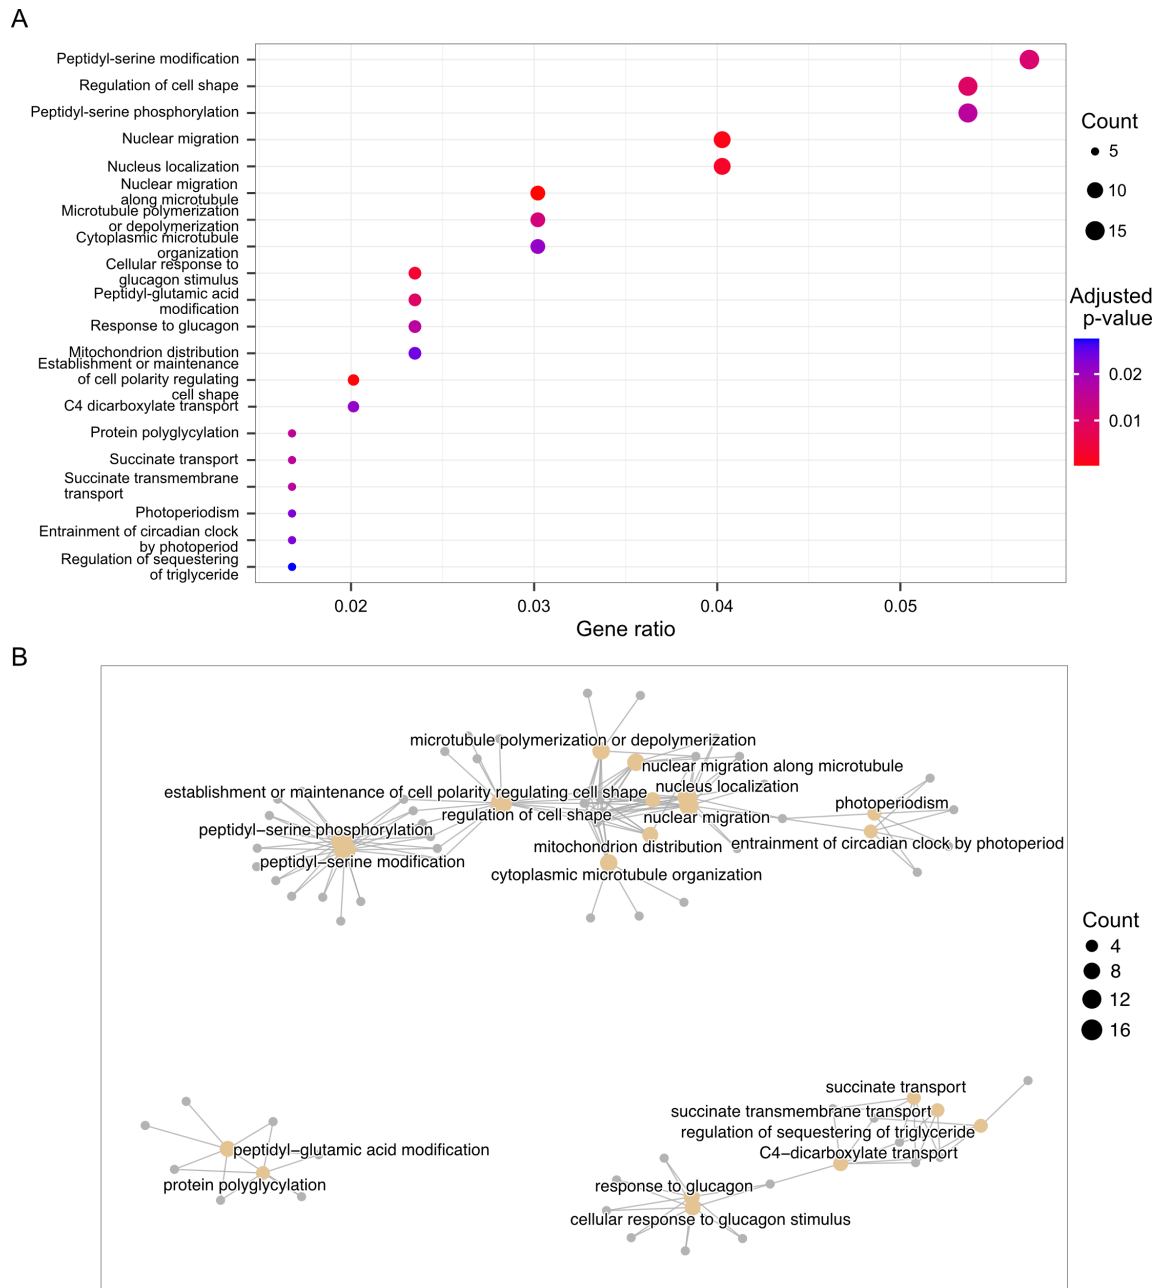 A
Peptidyl-serine modification
Regulation of cell shape
Peptidyl-serine phosphorylation
Nuclear migration
Nucleus localization
Nuclear migration
along microtubule
Microtubule polymerization
or depolymerization
Cytoplasmic microtubule
organization
Cellular response to
glucagon stimulus
Peptidyl-glutamic acid
modification
Response to glucagon
Mitochondrion distribution
Establishment or maintenance
of cell polarity regulating
cell shape
C4 dicarboxylate transport
Protein polyglycylation
Succinate transport
Succinate transmembrane
transport
Photoperiodism
Entrainment of circadian clock
by photoperiod
Regulation of sequestering
of triglyceride
0.02 0.03 0.04 0.05
Gene ratio
Count
5
10
15
Adjusted
p-value
0.02
0.01
B
microtubule polymerization or depolymerization
nuclear migration along microtubule
nucleus localization
establishment or maintenance of cell polarity regulating cell shape
photoperiodism
regulation of cell shape
nuclear migration
peptidyl−serine phosphorylation
entrainment of circadian clock by photoperiod
mitochondrion distribution
peptidyl−serine modification
cytoplasmic microtubule organization
Count
4
8
12
16
succinate transport
succinate transmembrane transport
regulation of sequestering of triglyceride
peptidyl−glutamic acid modification
C4−dicarboxylate transport
protein polyglycylation
response to glucagon
cellular response to glucagon stimulus